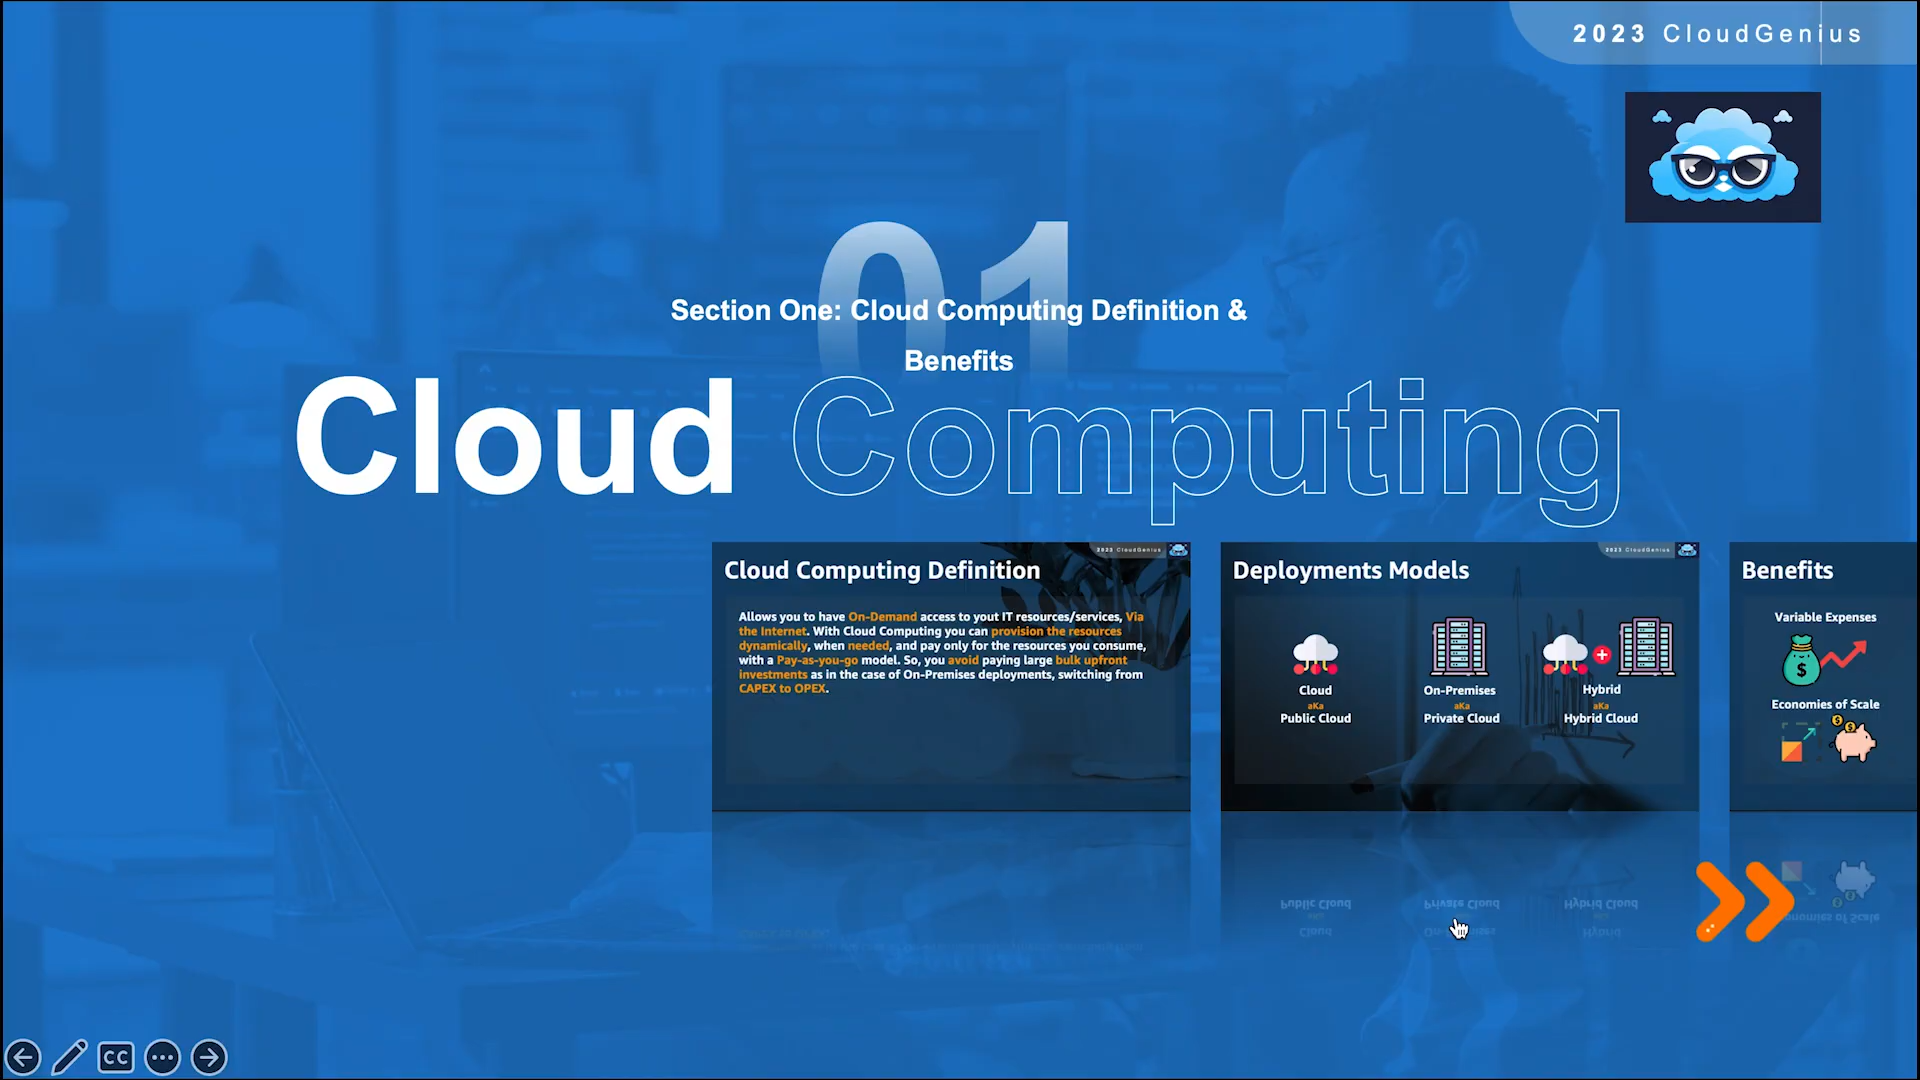 2023 CloudGenius
01
Section One: Cloud Computing Definition &
Benefits
Cloud Computing
2023 CloudGenius
Cloud Computing Definition
Allows you to have On-Demand access to yout IT resources/services, Via
the Internet. With Cloud Computing you can provision the resources
dynamically, when needed, and pay only for the resources you consume,
with a Pay-as-you-go model. So, you avoid paying large bulk upfront
investments as in the case of On-Premises deployments, switching from
CAPEX to OPEX.
2023 CloudGenius
Deployments Models
Cloud
aKa
Public Cloud
On-Premises
aKa
Private Cloud
Hybrid
aKa
Hybrid Cloud
Benefits
Variable Expenses
Economies of Scale
CC